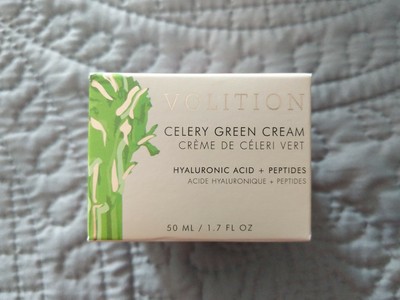 VOLITION
CELERY GREEN CREAM
CRÈME DE CÉLERI VERT
HYALURONIC ACID + PEPTIDES
ACIDE HYALURONIQUE + PEPTIDES
50 ML / 1.7 FL OZ